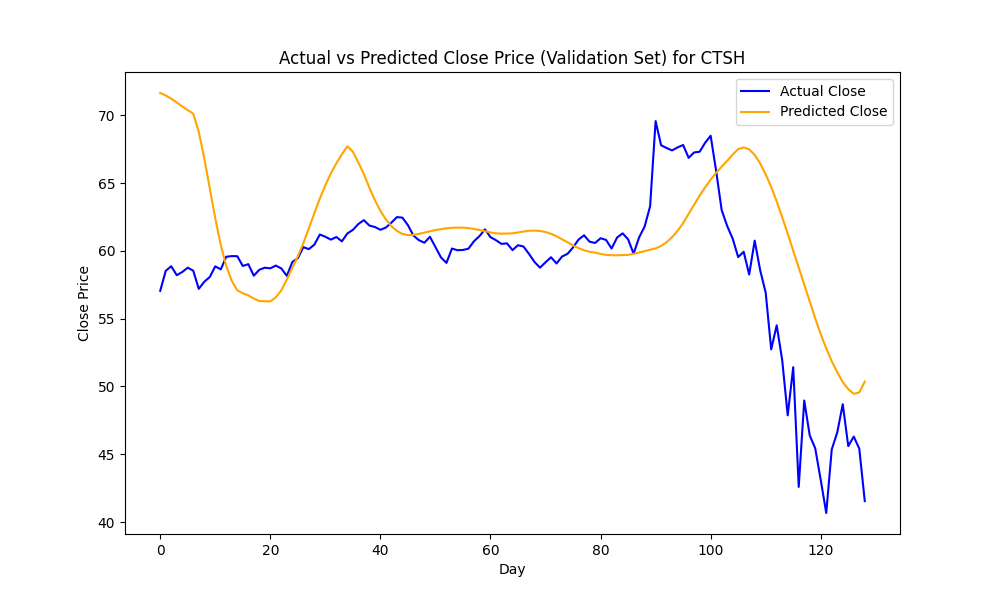 Actual vs Predicted Close Price (Validation Set) for CTSH
Actual Close
Predicted Close
Close Price
70
65
60
55
50
45
40
0 20 40 60 80 100 120
Day